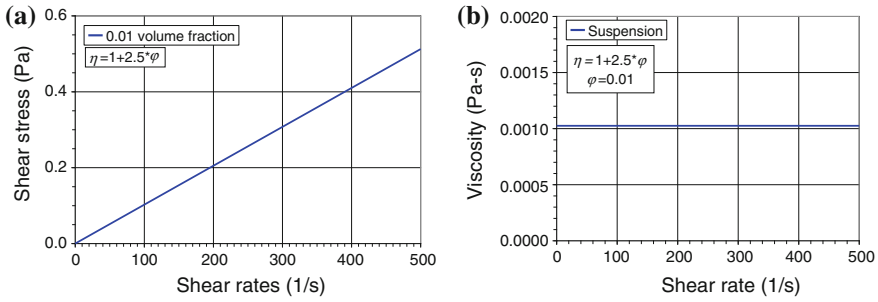 (a)
0.6
0.4
0.2
0.0
Shear stress (Pa)
0.01 volume fraction
η=1+2.5*φ
0 100 200 300 400 500
Shear rates (1/s)
(b)
0.0020
0.0015
0.0010
0.0005
0.0000
Viscosity (Pa-s)
Suspension
η=1+2.5*φ
φ=0.01
0 100 200 300 400 500
Shear rate (1/s)